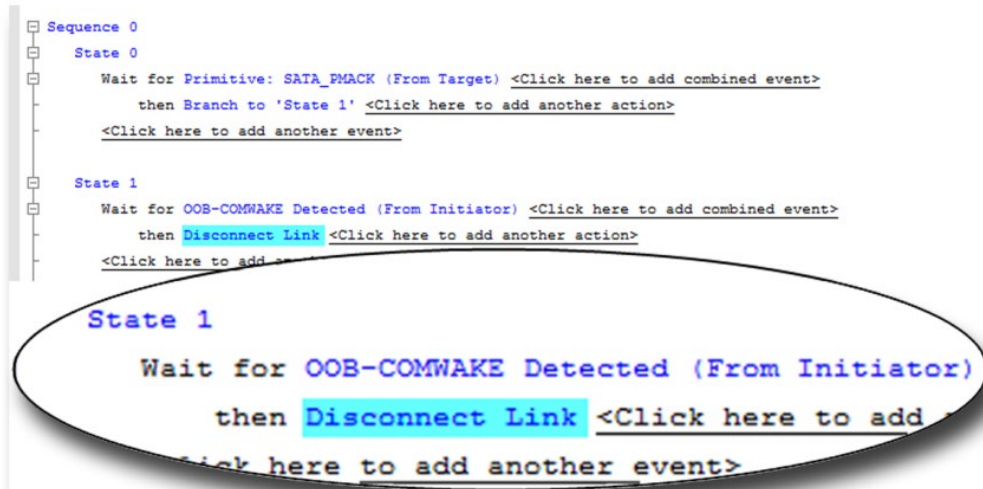 Sequence 0
State 0
Wait for Primitive: SATA_PMACK (From Target) <Click here to add combined event>
then Branch to 'State 1' <Click here to add another action>
<Click here to add another event>
State 1
Wait for OOB-COMWAKE Detected (From Initiator) <Click here to add combined event>
then Disconnect Link <Click here to add another action>
<Click here to add
State 1
Wait for OOB-COMWAKE Detected (From Initiator)
then Disconnect Link <Click here to add
here to add another event>